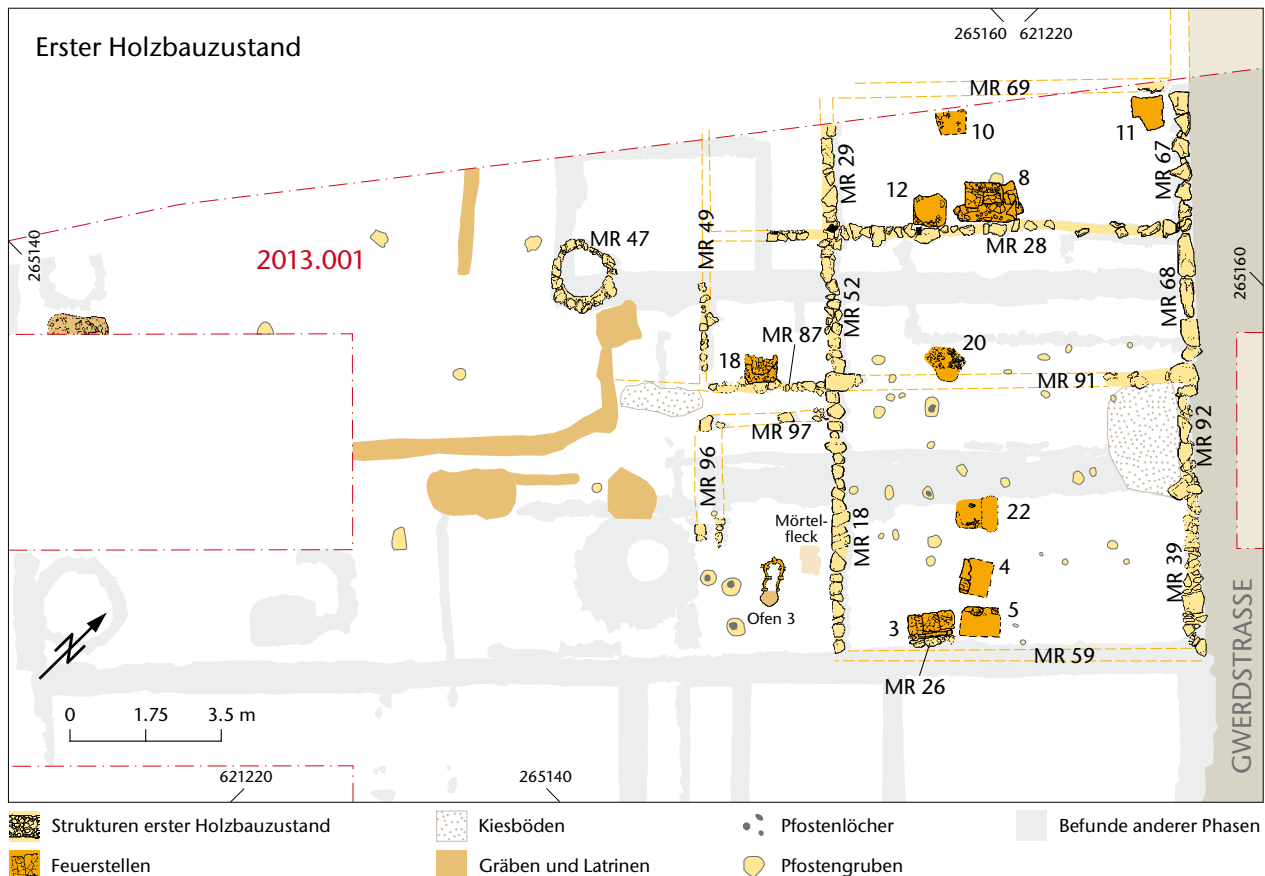 Erster Holzbauzustand
265160 621220
MR 69
10
11
MR 29
MR 67
12
8
MR 47
MR 49
MR 28
265140
2013.001
265160
MR 52
MR 68
MR 87
18
20
MR 91
MR 97
MR 92
MR 96
22
Mörtel-
fleck
MR 18
4
MR 39
Ofen 3
3
5
MR 59
MR 26
GWERDSTRASSE
N
0 1.75 3.5 m
621220
265140
Strukturen erster Holzbauzustand
Kiesböden
Pfostenlöcher
Befunde anderer Phasen
Feuerstellen
Gräben und Latrinen
Pfostengruben